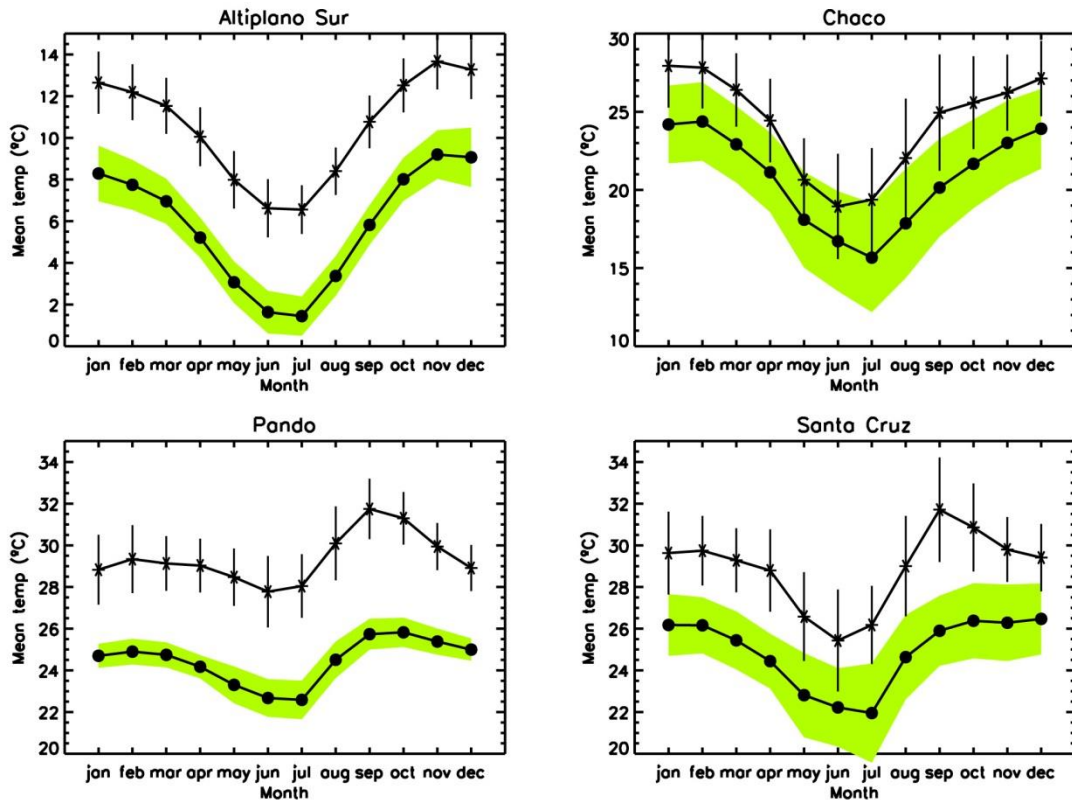 Altiplano Sur
Mean temp (ºC)
14
12
10
8
6
4
2
0
jan feb mar apr may jun jul aug sep oct nov dec
Month
Chaco
Mean temp (ºC)
30
25
20
15
10
jan feb mar apr may jun jul aug sep oct nov dec
Month
Pando
Mean temp (ºC)
34
32
30
28
26
24
22
20
jan feb mar apr may jun jul aug sep oct nov dec
Month
Santa Cruz
Mean temp (ºC)
34
32
30
28
26
24
22
20
jan feb mar apr may jun jul aug sep oct nov dec
Month